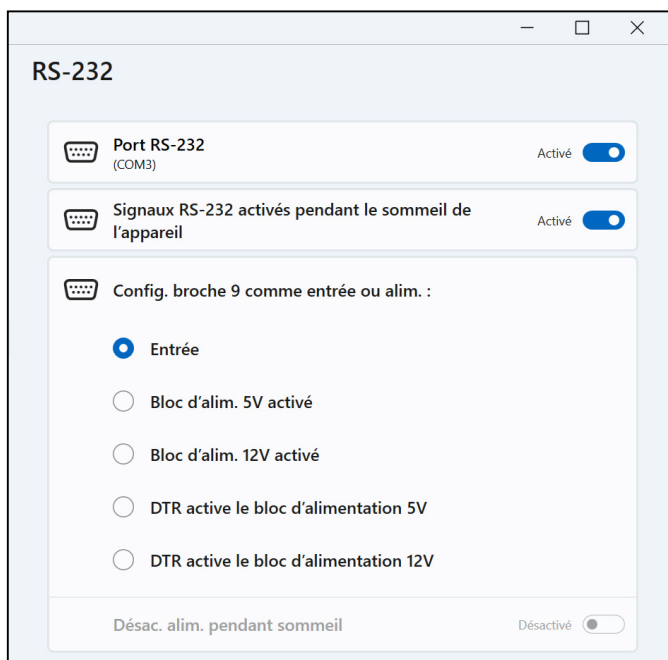 RS-232
Port RS-232
(COM3)
Activé
Signaux RS-232 activés pendant le sommeil de
l’appareil
Activé
Config. broche 9 comme entrée ou alim. :
Entrée
Bloc d’alim. 5V activé
Bloc d’alim. 12V activé
DTR active le bloc d’alimentation 5V
DTR active le bloc d’alimentation 12V
Désac. alim. pendant sommeil
Désactivé